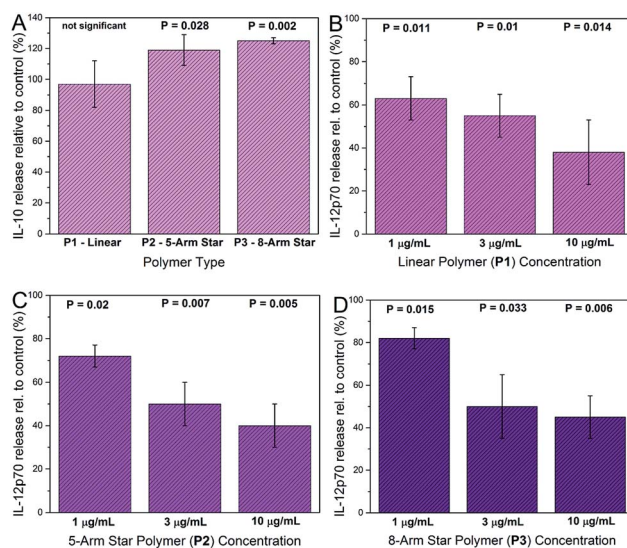 A
not significant P = 0.028 P = 0.002
IL-10 release relative to control (%)
140
120
100
80
60
40
20
0
P1 - Linear P2 - 5-Arm Star P3 - 8-Arm Star
Polymer Type
B
P = 0.011 P = 0.01 P = 0.014
IL-12p70 release rel. to control (%)
100
80
60
40
20
0
1 μg/mL 3 μg/mL 10 μg/mL
Linear Polymer (P1) Concentration
C
P = 0.02 P = 0.007 P = 0.005
IL-12p70 release rel. to control (%)
100
80
60
40
20
0
1 μg/mL 3 μg/mL 10 μg/mL
5-Arm Star Polymer (P2) Concentration
D
P = 0.015 P = 0.033 P = 0.006
IL-12p70 release rel. to control (%)
100
80
60
40
20
0
1 μg/mL 3 μg/mL 10 μg/mL
8-Arm Star Polymer (P3) Concentration